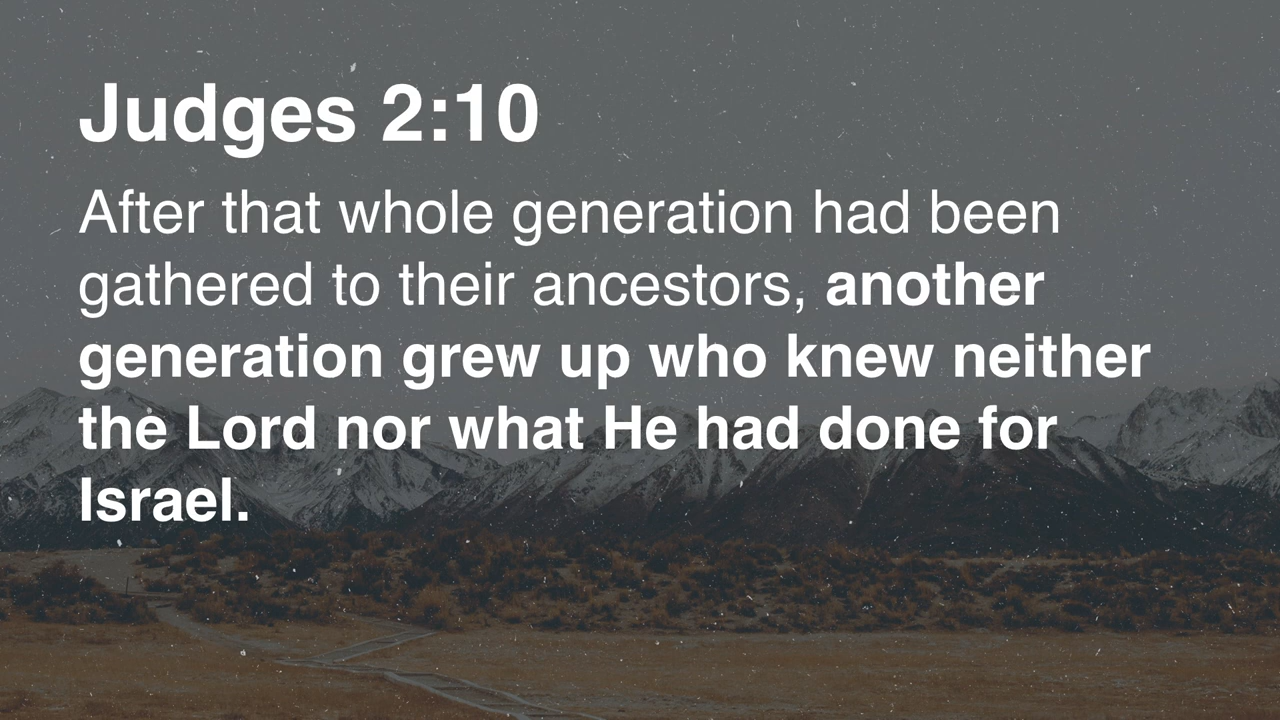 Judges 2:10
After that whole generation had been
gathered to their ancestors, another
generation grew up who knew neither
the Lord nor what He had done for
Israel.